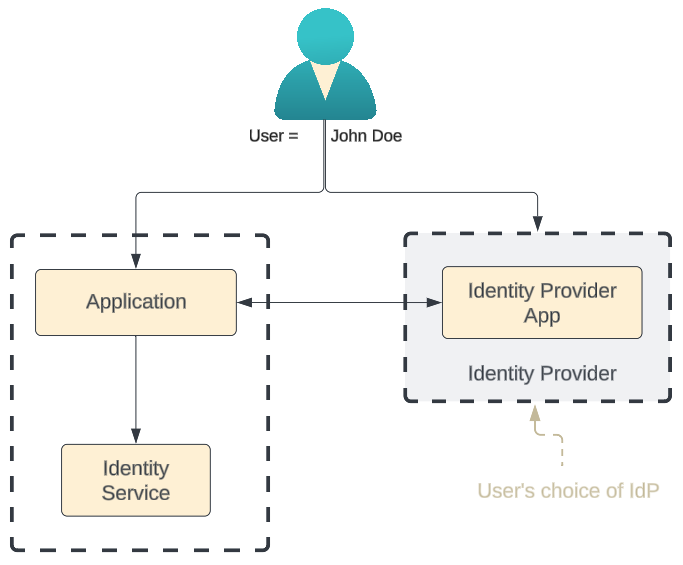 User = John Doe
Application
Identity Provider
App
Identity Provider
Identity
Service
User's choice of IdP